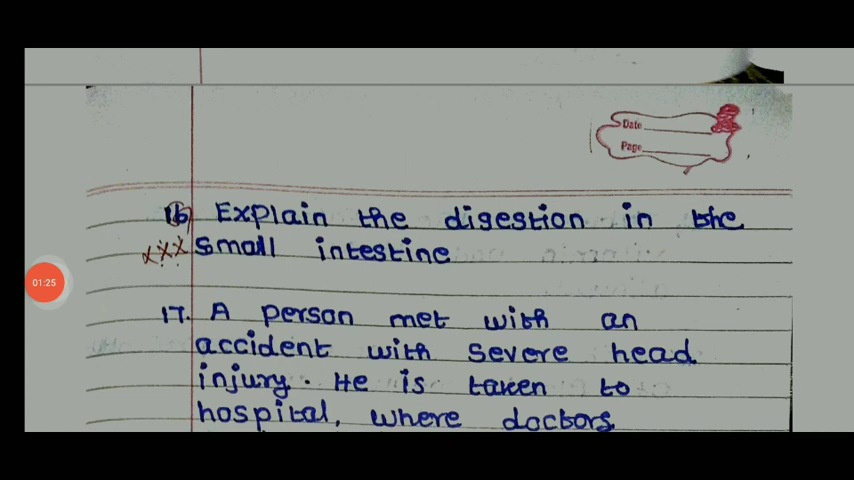 Date
Page
16) Explain the digestion in the
xxx small intestine
17. A person met with an
accident with severe head
injury. He is taken to
hospital, where doctors
01:25